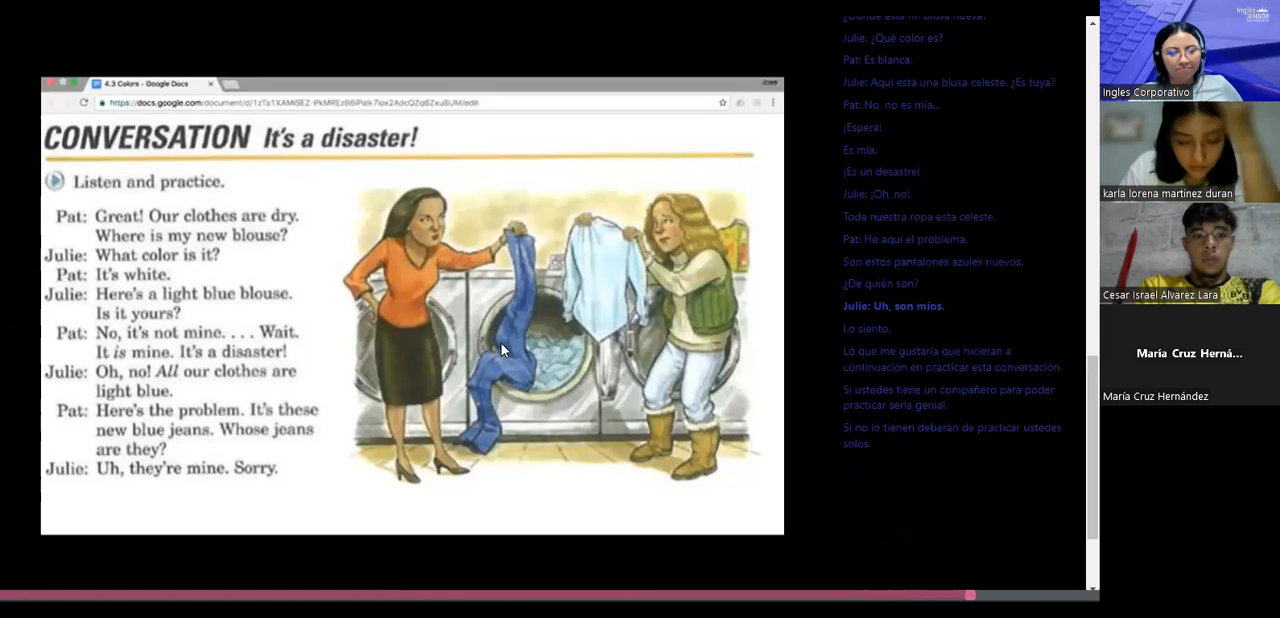 4.3 Colors - Google Docs
CONVERSATION It's a disaster!
Listen and practice.
Pat: Great! Our clothes are dry.
Where is my new blouse?
Julie: What color is it?
Pat: It's white.
Julie: Here's a light blue blouse.
Is it yours?
Pat: No, it's not mine. . . . Wait.
It is mine. It's a disaster!
Julie: Oh, no! All our clothes are
light blue.
Pat: Here's the problem. It's these
new blue jeans. Whose jeans
are they?
Julie: Uh, they're mine. Sorry.
¿Dónde está mi blusa nueva?
Julie: ¿Qué color es?
Pat: Es blanca.
Julie: Aquí está una blusa celeste, ¿Es tuya?
Pat: No, no es mía...
¡Espera!
Es mía.
¡Es un desastre!
Julie: ¡Oh, no!
Toda nuestra ropa esta celeste.
Pat: He aquí el problema.
Son estos pantalones azules nuevos.
¿De quién son?
Julie: Uh, son míos.
Lo siento.
Lo que me gustaría que hicieran a
continuación en practicar esta conversación.
Si ustedes tiene un compañero para poder
practicar seria genial.
Si no lo tienen deberán de practicar ustedes
solos.
Ingles Corporativo
karla lorena martinez duran
Cesar Israel Alvarez Lara
María Cruz Herná...
María Cruz Hernández